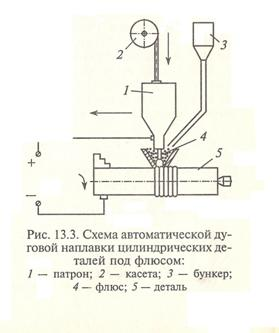 2
3
1
4
5
+
−
Рис. 13.3. Схема автоматической ду-
говой наплавки цилиндрических де-
талей под флюсом:
1 — патрон; 2 — касета; 3 — бункер;
4 — флюс; 5 — деталь